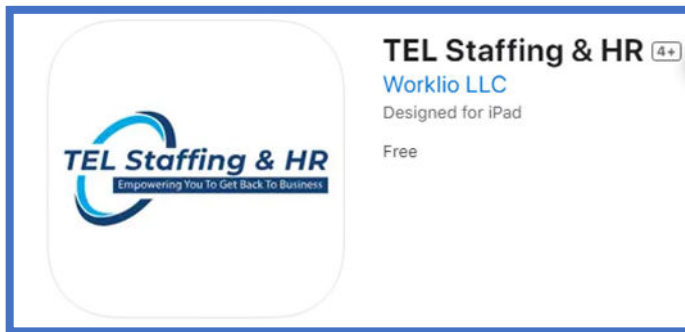 TEL Staffing & HR
Empowering You To Get Back To Business
TEL Staffing & HR 4+
Worklio LLC
Designed for iPad
Free